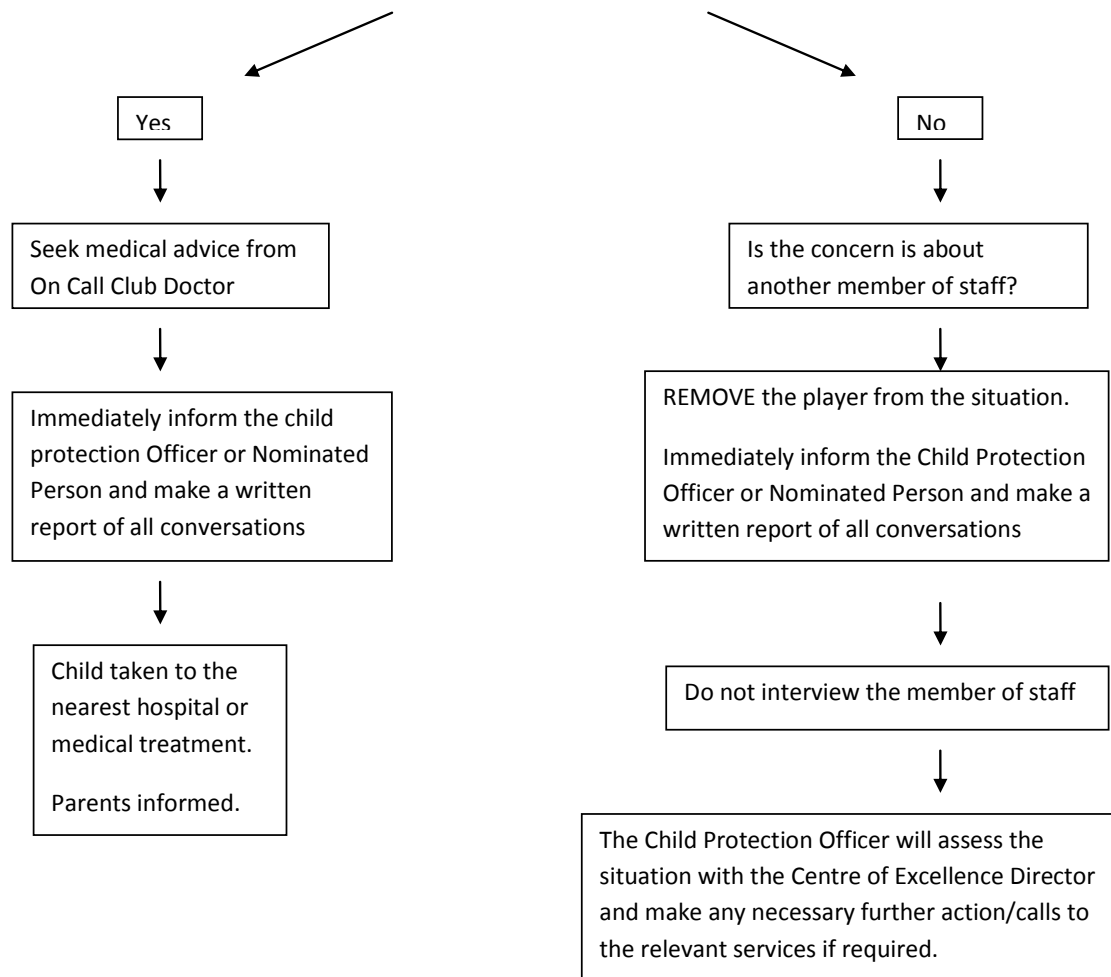 Yes
No
Seek medical advice from
On Call Club Doctor
Is the concern is about
another member of staff?
Immediately inform the child
protection Officer or Nominated
Person and make a written
report of all conversations
REMOVE the player from the situation.
Immediately inform the Child Protection
Officer or Nominated Person and make a
written report of all conversations
Child taken to the
nearest hospital or
medical treatment.
Parents informed.
Do not interview the member of staff
The Child Protection Officer will assess the
situation with the Centre of Excellence Director
and make any necessary further action/calls to
the relevant services if required.